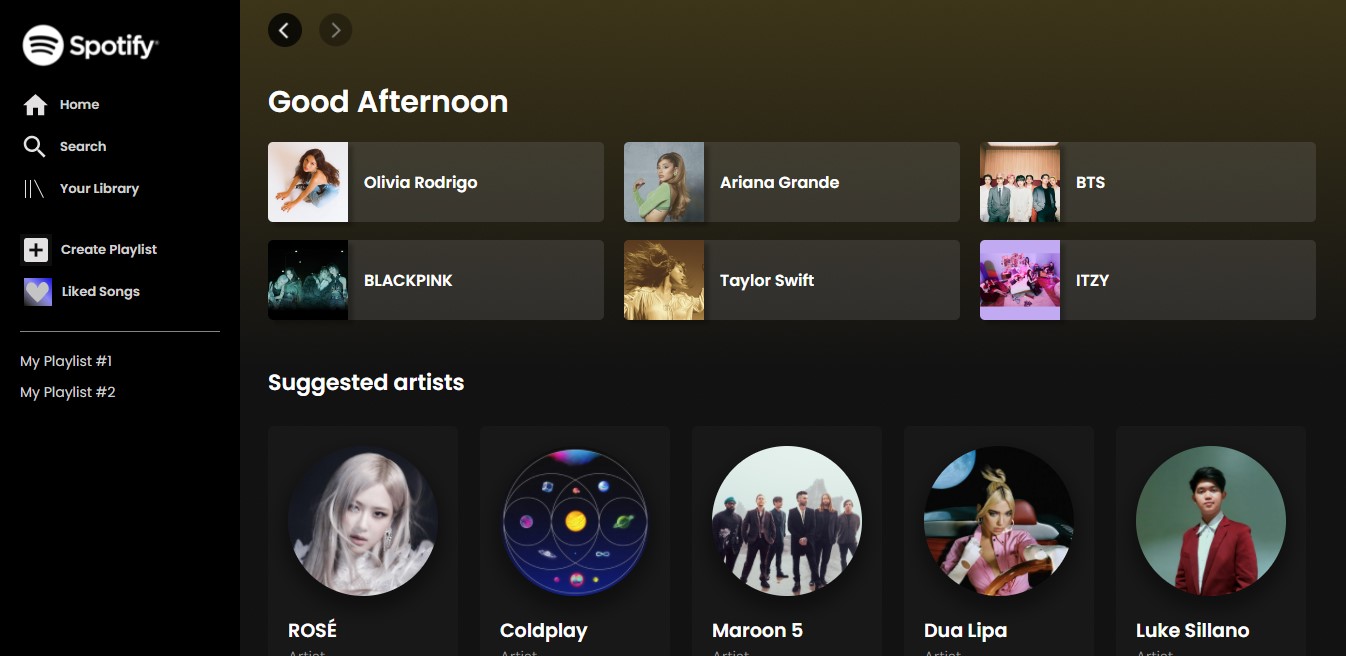 Spotify
Home
Search
Your Library
Create Playlist
Liked Songs
My Playlist #1
My Playlist #2
Good Afternoon
Olivia Rodrigo
Ariana Grande
BTS
BLACKPINK
Taylor Swift
ITZY
Suggested artists
ROSÉ
Artist
Coldplay
Artist
Maroon 5
Artist
Dua Lipa
Artist
Luke Sillano
Artist